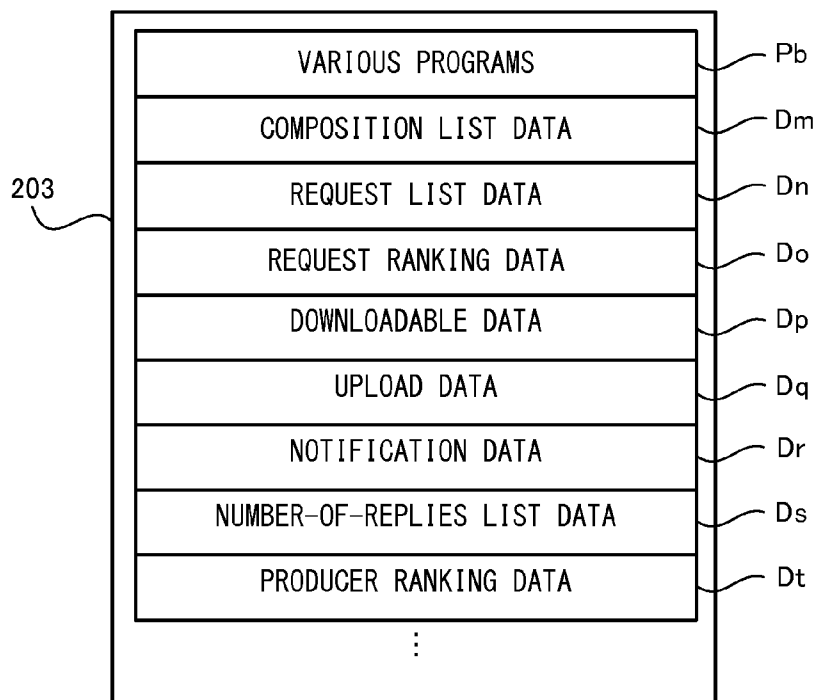 VARIOUS PROGRAMS Pb
COMPOSITION LIST DATA Dm
203
REQUEST LIST DATA Dn
REQUEST RANKING DATA Do
DOWNLOADABLE DATA Dp
UPLOAD DATA Dq
NOTIFICATION DATA Dr
NUMBER-OF-REPLIES LIST DATA Ds
PRODUCER RANKING DATA Dt
⋮